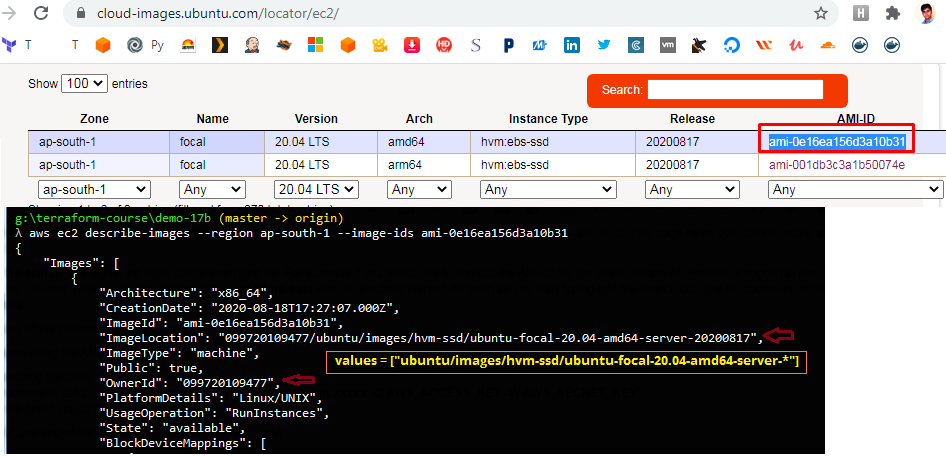 cloud-images.ubuntu.com/locator/ec2/
T T Py HD vm
Show 100 entries
Search:
Zone Name Version Arch Instance Type Release AMI-ID
ap-south-1 focal 20.04 LTS amd64 hvm:ebs-ssd 20200817 ami-0e16ea156d3a10b31
ap-south-1 focal 20.04 LTS arm64 hvm:ebs-ssd 20200817 ami-001db3c3a1b50074e
ap-south-1 Any 20.04 LTS Any Any Any Any
g:\terraform-course\demo-17b (master -> origin)
λ aws ec2 describe-images --region ap-south-1 --image-ids ami-0e16ea156d3a10b31
{
"Images": [
{
"Architecture": "x86_64",
"CreationDate": "2020-08-18T17:27:07.000Z",
"ImageId": "ami-0e16ea156d3a10b31",
"ImageLocation": "099720109477/ubuntu/images/hvm-ssd/ubuntu-focal-20.04-amd64-server-20200817",
"ImageType": "machine",
"Public": true,
values = ["ubuntu/images/hvm-ssd/ubuntu-focal-20.04-amd64-server-*"]
"OwnerId": "099720109477",
"PlatformDetails": "Linux/UNIX",
"UsageOperation": "RunInstances",
"State": "available",
"BlockDeviceMappings": [